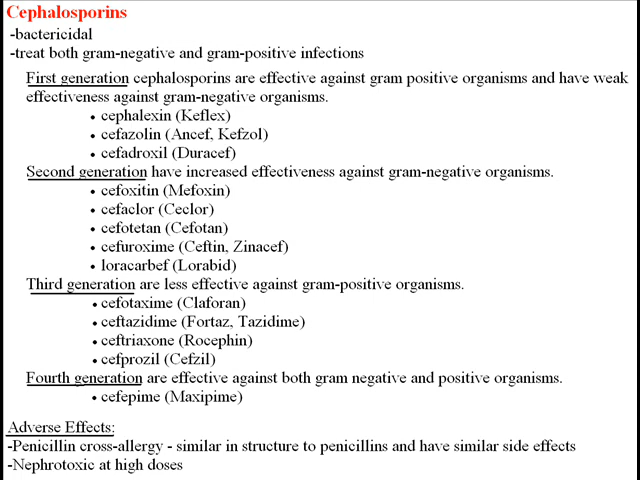 Cephalosporins
-bactericidal
-treat both gram-negative and gram-positive infections
First generation cephalosporins are effective against gram positive organisms and have weak
effectiveness against gram-negative organisms.
• cephalexin (Keflex)
• cefazolin (Ancef, Kefzol)
• cefadroxil (Duracef)
Second generation have increased effectiveness against gram-negative organisms.
• cefoxitin (Mefoxin)
• cefaclor (Ceclor)
• cefotetan (Cefotan)
• cefuroxime (Ceftin, Zinacef)
• loracarbef (Lorabid)
Third generation are less effective against gram-positive organisms.
• cefotaxime (Claforan)
• ceftazidime (Fortaz, Tazidime)
• ceftriaxone (Rocephin)
• cefprozil (Cefzil)
Fourth generation are effective against both gram negative and positive organisms.
• cefepime (Maxipime)
Adverse Effects:
-Penicillin cross-allergy - similar in structure to penicillins and have similar side effects
-Nephrotoxic at high doses